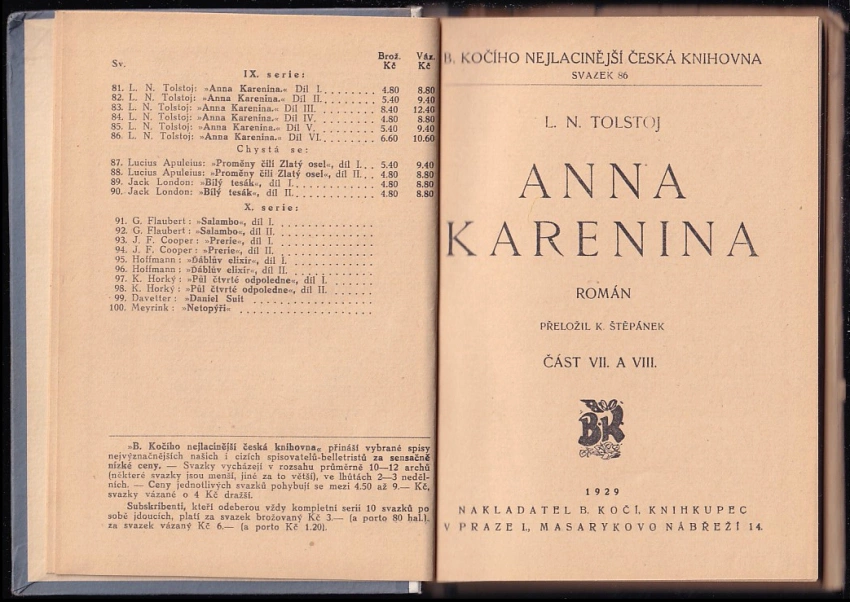 Sv.
Brož. Váz.
Kč Kč
IX. serie:
81. L. N. Tolstoj: »Anna Karenina.« Díl I. . . . . . . . 4.80 8.80
82. L. N. Tolstoj: »Anna Karenina.« Díl II. . . . . . . . 5.40 9.40
83. L. N. Tolstoj: »Anna Karenina.« Díl III. . . . . . . . 8.40 12.40
84. L. N. Tolstoj: »Anna Karenina.« Díl IV. . . . . . . . 4.80 8.80
85. L. N. Tolstoj: »Anna Karenina.« Díl V. . . . . . . . 5.40 9.40
86. L. N. Tolstoj: »Anna Karenina.« Díl VI. . . . . . . . 6.60 10.60
Chystá se:
87. Lucius Apuleius: »Proměny čili Zlatý osel«, díl I. . . 5.40 9.40
88. Lucius Apuleius: »Proměny čili Zlatý osel«, díl II. . . 4.80 8.80
89. Jack London: »Bílý tesák«, díl I. . . . . . . . . . . 4.80 8.80
90. Jack London: »Bílý tesák«, díl II. . . . . . . . . . . 4.80 8.80
X. serie:
91. G. Flaubert: »Salambo«, díl I. . . . . . . . . . . .
92. G. Flaubert: »Salambo«, díl II. . . . . . . . . . . .
93. J. F. Cooper: »Prerie«, díl I. . . . . . . . . . . .
94. J. F. Cooper: »Prerie«, díl II. . . . . . . . . . . .
95. Hoffmann: »Ďáblův elixír«, díl I. . . . . . . . . . .
96. Hoffmann: »Ďáblův elixír«, díl II. . . . . . . . . . .
97. K. Horký: »Půl čtvrté odpoledne«, díl I. . . . . .
98. K. Horký: »Půl čtvrté odpoledne«, díl II. . . . . .
99. Davetter: »Daniel Suit . . . . . . . . . . . . . . .
100. Meyrink: »Netopýři« . . . . . . . . . . . . . . . .
»B. Kočího nejlacinější česká knihovna« přináší vybrané spisy
nejvýznačnějších našich i cizích spisovatelů-belletristů za sensačně
nízké ceny. — Svazky vycházejí v rozsahu průměrně 10—12 archů
(některé svazky jsou menší, jiné za to větší), ve lhůtách 2—3 neděl-
ních. — Ceny jednotlivých svazků pohybují se mezi 4.50 až 9.— Kč,
svazky vázané o 4 Kč dražší.
Subskribenti, kteří odeberou vždy kompletní serii 10 svazků po
sobě jdoucích, platí za svazek brožovaný Kč 3.— (a porto 80 hal.).
za svazek vázaný Kč 6.— (a porto Kč 1.20).
B. KOČÍHO NEJLACINĚJŠÍ ČESKÁ KNIHOVNA
SVAZEK 86
L. N. TOLSTOJ
ANNA
KARENINA
ROMÁN
PŘELOŽIL K. ŠTĚPÁNEK
ČÁST VII. A VIII.
BK
1929
NAKLADATEL B. KOČÍ, KNIHKUPEC
V PRAZE I., MASARYKOVO NÁBŘEŽÍ 14.